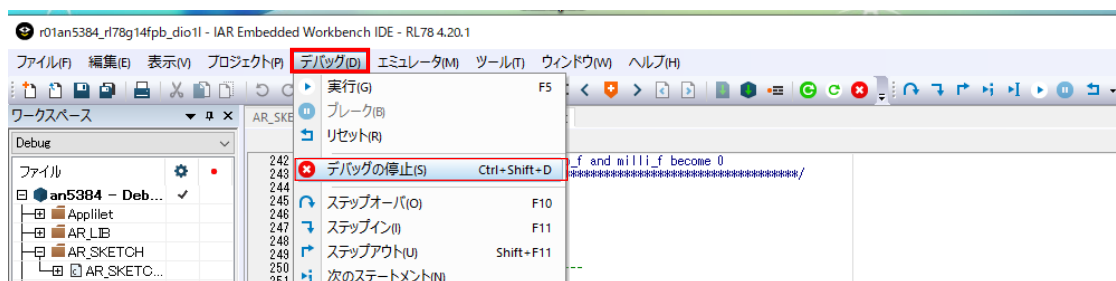 r01an5384_rl78g14fpb_dio1l - IAR Embedded Workbench IDE - RL78 4.20.1
ファイル(F) 編集(E) 表示(V) プロジェクト(P) デバッグ(D) エミュレータ(M) ツール(T) ウィンドウ(W) ヘルプ(H)
実行(G) F5
ワークスペース
AR_SKE
ブレーク(B)
リセット(R)
Debug
242 _f and milli_f become 0
ファイル
243 デバッグの停止(S) Ctrl+Shift+D
244
an5384 - Deb...
245 ステップオーバ(O) F10
Applilet
246
AR_LIB
247 ステップイン(I) F11
248
AR_SKETCH
249 ステップアウト(U) Shift+F11
AR_SKETC...
250 ---
251 次のステートメント(N)